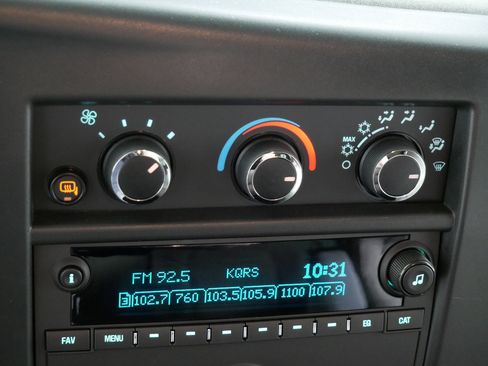 MAX
FM 92.5 KQRS 10:31
3 102.7 760 103.5 105.9 1100 107.9
i
FAV MENU EQ CAT